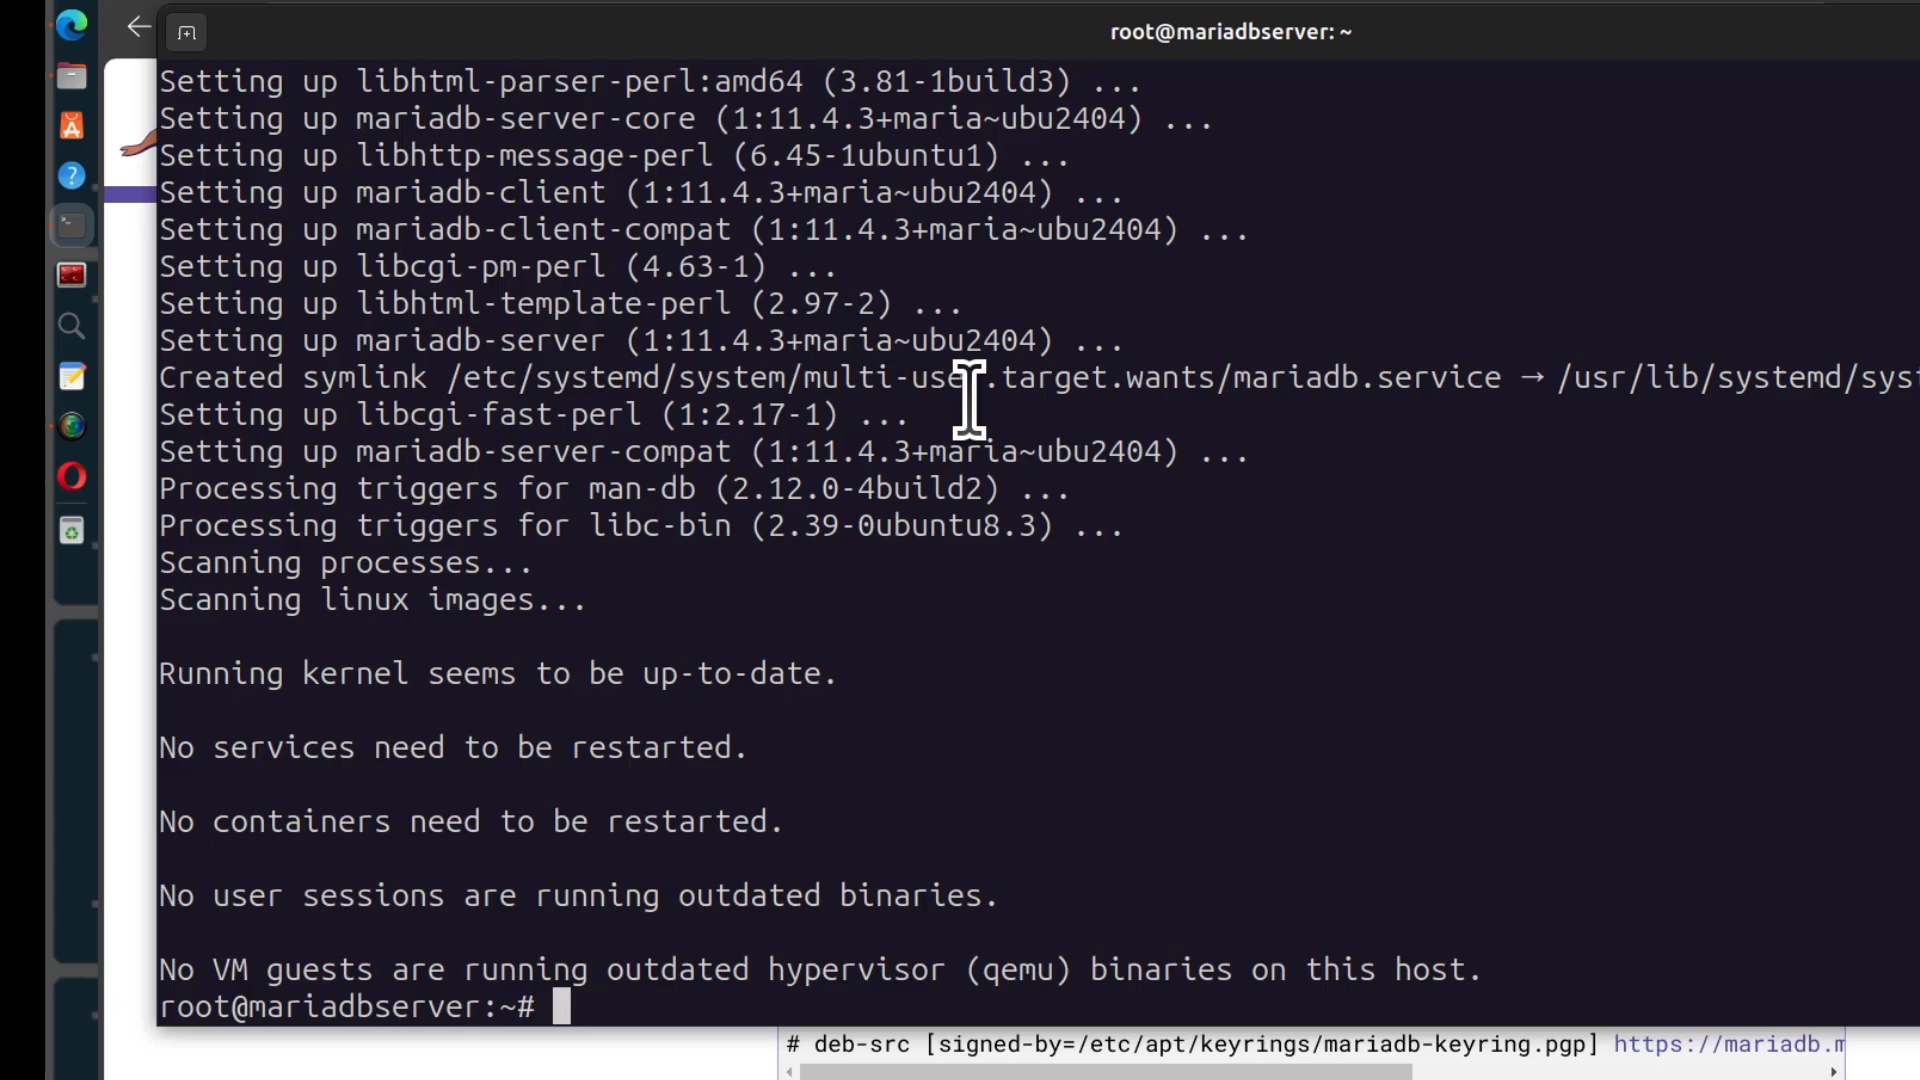 root@mariadbserver: ~
Setting up libhtml-parser-perl:amd64 (3.81-1build3) ...
Setting up mariadb-server-core (1:11.4.3+maria~ubu2404) ...
Setting up libhttp-message-perl (6.45-1ubuntu1) ...
Setting up mariadb-client (1:11.4.3+maria~ubu2404) ...
Setting up mariadb-client-compat (1:11.4.3+maria~ubu2404) ...
Setting up libcgi-pm-perl (4.63-1) ...
Setting up libhtml-template-perl (2.97-2) ...
Setting up mariadb-server (1:11.4.3+maria~ubu2404) ...
Created symlink /etc/systemd/system/multi-user.target.wants/mariadb.service → /usr/lib/systemd/syst
Setting up libcgi-fast-perl (1:2.17-1) ...
Setting up mariadb-server-compat (1:11.4.3+maria~ubu2404) ...
Processing triggers for man-db (2.12.0-4build2) ...
Processing triggers for libc-bin (2.39-0ubuntu8.3) ...
Scanning processes...
Scanning linux images...
Running kernel seems to be up-to-date.
No services need to be restarted.
No containers need to be restarted.
No user sessions are running outdated binaries.
No VM guests are running outdated hypervisor (qemu) binaries on this host.
root@mariadbserver:~#
# deb-src [signed-by=/etc/apt/keyrings/mariadb-keyring.pgp] https://mariadb.m